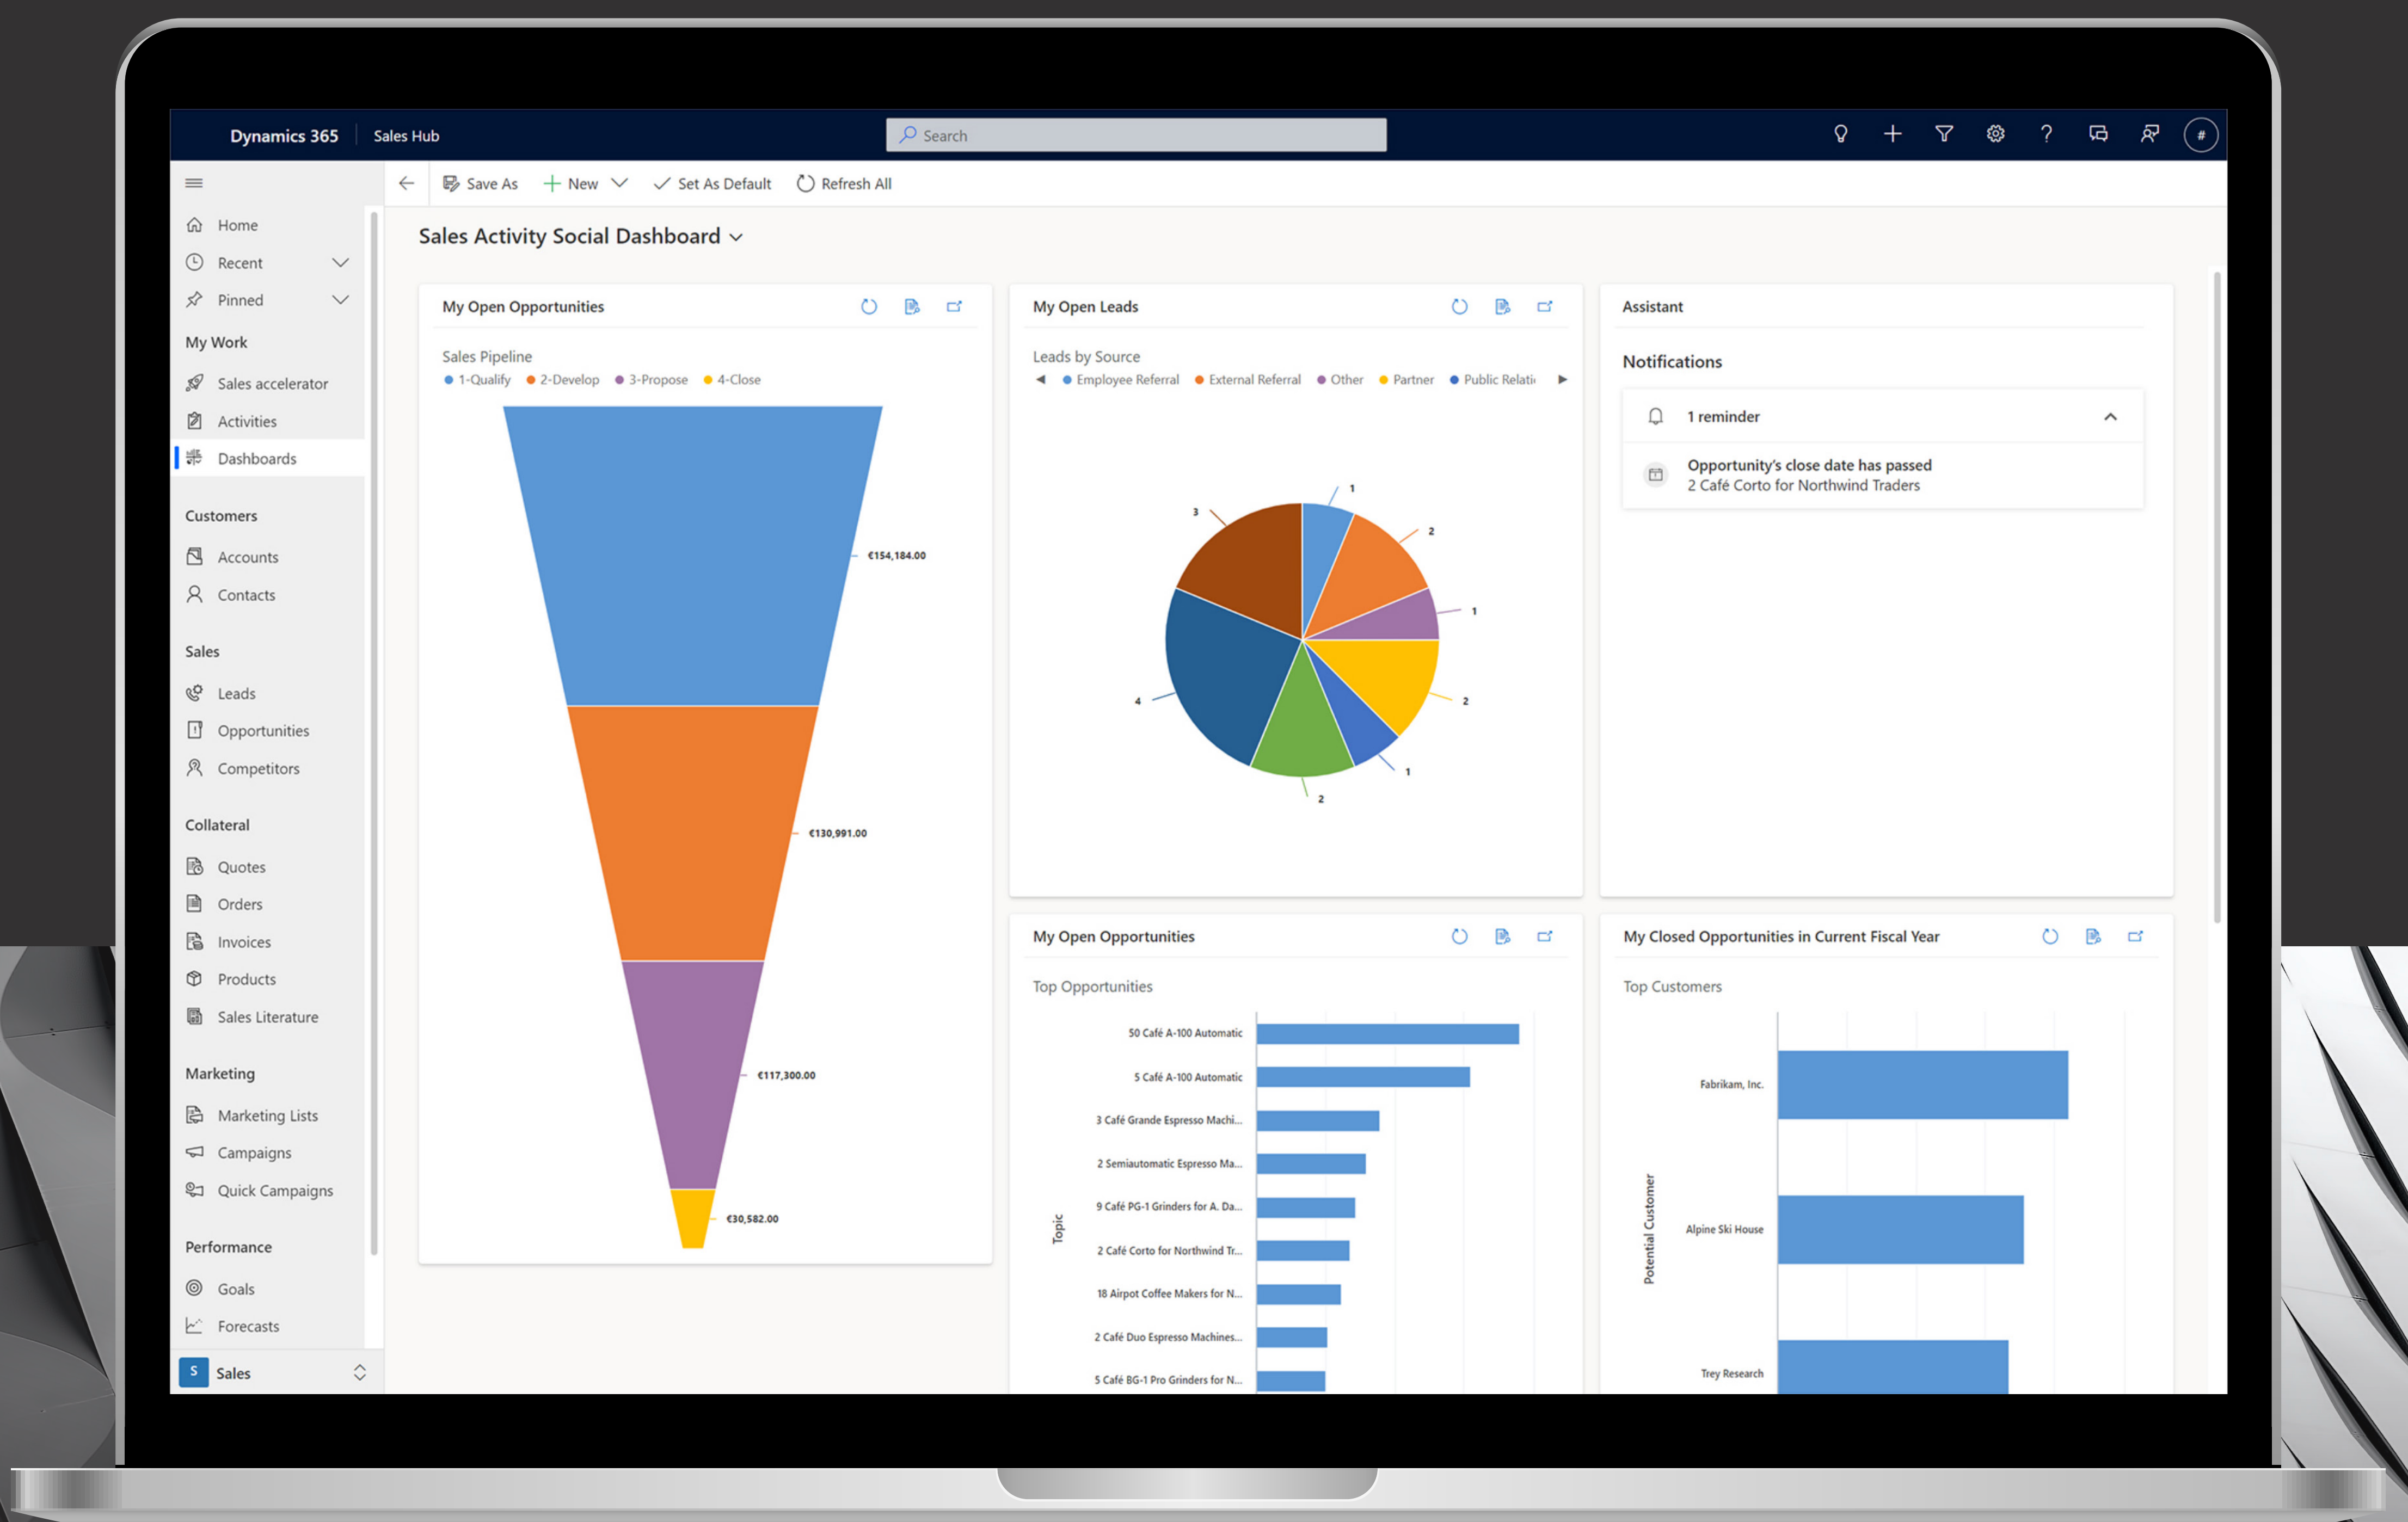 Dynamics 365 Sales Hub
Search
#
Save As
New
Set As Default
Refresh All
Home
Recent
Pinned
My Work
Sales accelerator
Activities
Dashboards
Customers
Accounts
Contacts
Sales
Leads
Opportunities
Competitors
Collateral
Quotes
Orders
Invoices
Products
Sales Literature
Marketing
Marketing Lists
Campaigns
Quick Campaigns
Performance
Goals
Forecasts
S Sales
Sales Activity Social Dashboard
My Open Opportunities
Sales Pipeline
1-Qualify 2-Develop 3-Propose 4-Close
€154,184.00
€130,991.00
€117,300.00
€30,582.00
My Open Leads
Leads by Source
Employee Referral External Referral Other Partner Public Relati
1
2
1
2
1
2
4
3
Assistant
Notifications
1 reminder
Opportunity's close date has passed
2 Café Corto for Northwind Traders
My Open Opportunities
Top Opportunities
Topic
50 Café A-100 Automatic
5 Café A-100 Automatic
3 Café Grande Espresso Machi...
2 Semiautomatic Espresso Ma...
9 Café PG-1 Grinders for A. Da...
2 Café Corto for Northwind Tr...
18 Airpot Coffee Makers for N...
2 Café Duo Espresso Machines...
5 Café BG-1 Pro Grinders for N...
My Closed Opportunities in Current Fiscal Year
Top Customers
Potential Customer
Fabrikam, Inc.
Alpine Ski House
Trey Research